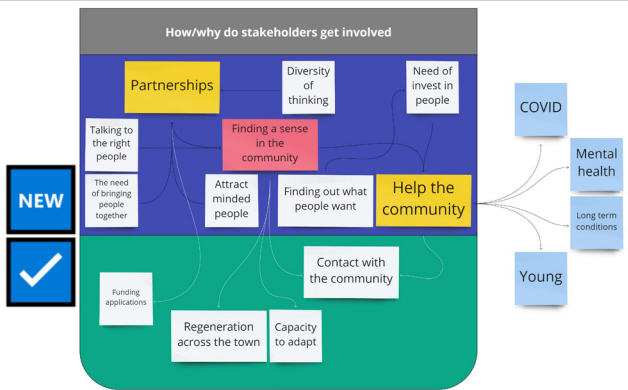 How/why do stakeholders get involved
Partnerships
Diversity
of
thinking
Need of
invest in
people
Talking to
the right
people
Finding a sense
in the
community
The need
of bringing
people
together
Attract
minded
people
Finding out what
people want
Help the
community
COVID
Mental
health
Long term
conditions
Young
NEW
Contact with
the community
Funding
applications
Regeneration
across the town
Capacity
to adapt